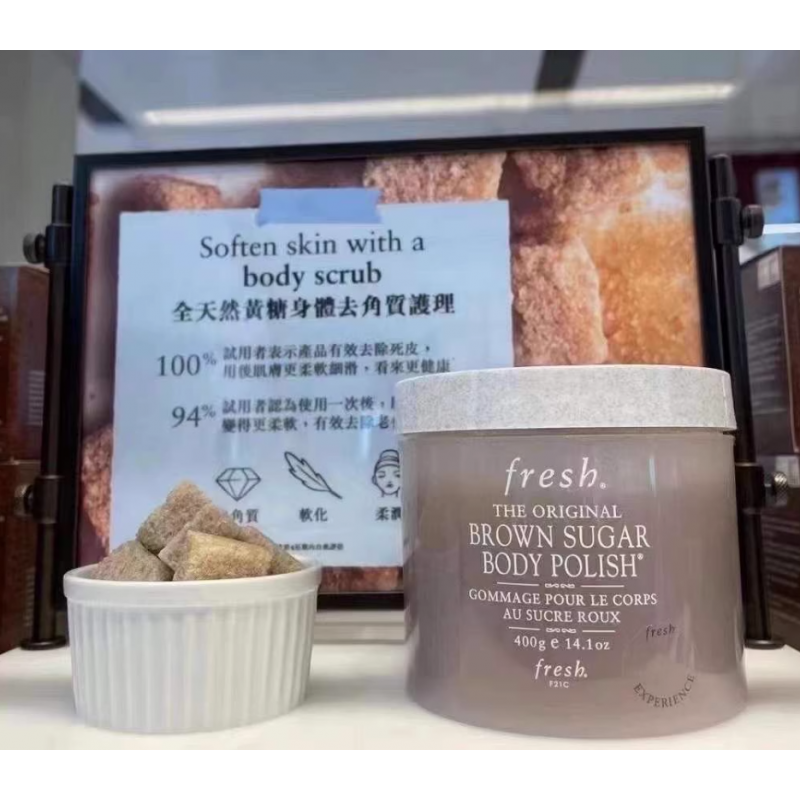 Soften skin with a
body scrub
全天然黃糖身體去角質護理
100% 試用者表示產品有效去除死皮，
用後肌膚更柔軟細滑，看來更健康
94% 試用者認為使用一次後，
變得更柔軟，有效去除老
角質 軟化 柔潤
fresh.
THE ORIGINAL
BROWN SUGAR
BODY POLISH®
GOMMAGE POUR LE CORPS
AU SUCRE ROUX
400g e 14.1oz
fresh.
F21C
fresh
EXPERIENCE